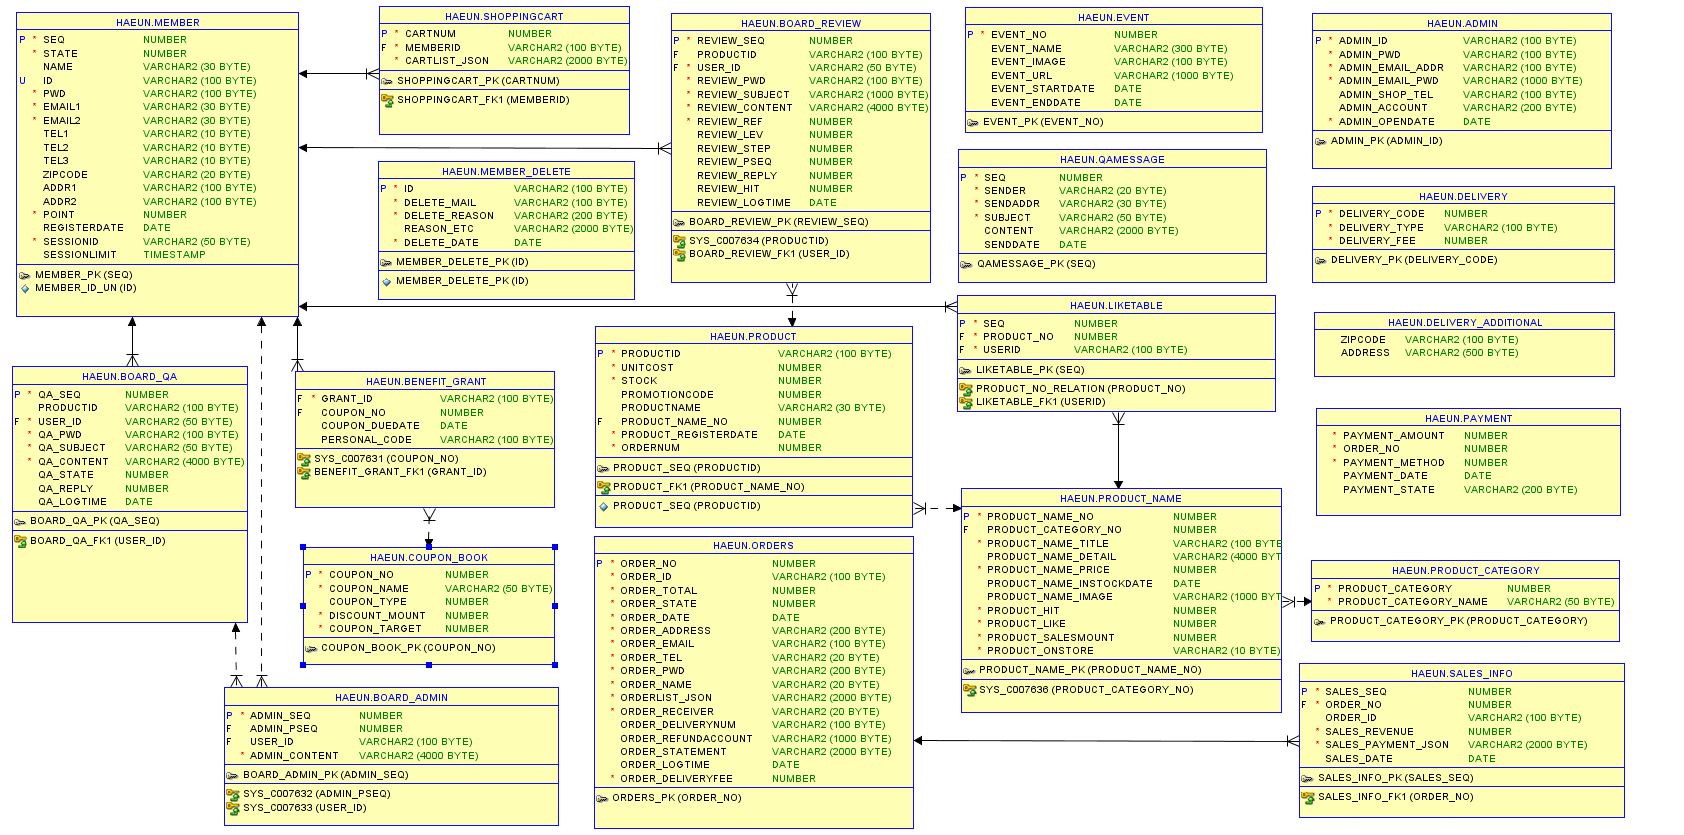 HAEUN.MEMBER
P * SEQ NUMBER
* STATE NUMBER
NAME VARCHAR2 (30 BYTE)
U ID VARCHAR2 (100 BYTE)
* PWD VARCHAR2 (100 BYTE)
* EMAIL1 VARCHAR2 (30 BYTE)
* EMAIL2 VARCHAR2 (30 BYTE)
TEL1 VARCHAR2 (10 BYTE)
TEL2 VARCHAR2 (10 BYTE)
TEL3 VARCHAR2 (10 BYTE)
ZIPCODE VARCHAR2 (20 BYTE)
ADDR1 VARCHAR2 (100 BYTE)
ADDR2 VARCHAR2 (100 BYTE)
* POINT NUMBER
REGISTERDATE DATE
* SESSIONID VARCHAR2 (50 BYTE)
SESSIONLIMIT TIMESTAMP
MEMBER_PK (SEQ)
MEMBER_ID_UN (ID)
HAEUN.SHOPPINGCART
P * CARTNUM NUMBER
F * MEMBERID VARCHAR2 (100 BYTE)
* CARTLIST_JSON VARCHAR2 (2000 BYTE)
SHOPPINGCART_PK (CARTNUM)
SHOPPINGCART_FK1 (MEMBERID)
HAEUN.MEMBER_DELETE
P * ID VARCHAR2 (100 BYTE)
* DELETE_MAIL VARCHAR2 (100 BYTE)
* DELETE_REASON VARCHAR2 (200 BYTE)
REASON_ETC VARCHAR2 (2000 BYTE)
* DELETE_DATE DATE
MEMBER_DELETE_PK (ID)
MEMBER_DELETE_PK (ID)
HAEUN.BOARD_REVIEW
P * REVIEW_SEQ NUMBER
F PRODUCTID VARCHAR2 (100 BYTE)
F * USER_ID VARCHAR2 (50 BYTE)
* REVIEW_PWD VARCHAR2 (100 BYTE)
* REVIEW_SUBJECT VARCHAR2 (1000 BYTE)
* REVIEW_CONTENT VARCHAR2 (4000 BYTE)
* REVIEW_REF NUMBER
REVIEW_LEV NUMBER
REVIEW_STEP NUMBER
REVIEW_PSEQ NUMBER
REVIEW_REPLY NUMBER
REVIEW_HIT NUMBER
REVIEW_LOGTIME DATE
BOARD_REVIEW_PK (REVIEW_SEQ)
SYS_C007634 (PRODUCTID)
BOARD_REVIEW_FK1 (USER_ID)
HAEUN.EVENT
P * EVENT_NO NUMBER
EVENT_NAME VARCHAR2 (300 BYTE)
EVENT_IMAGE VARCHAR2 (100 BYTE)
EVENT_URL VARCHAR2 (1000 BYTE)
EVENT_STARTDATE DATE
EVENT_ENDDATE DATE
EVENT_PK (EVENT_NO)
HAEUN.QAMESSAGE
P * SEQ NUMBER
* SENDER VARCHAR2 (20 BYTE)
* SENDADDR VARCHAR2 (30 BYTE)
* SUBJECT VARCHAR2 (50 BYTE)
CONTENT VARCHAR2 (2000 BYTE)
SENDDATE DATE
QAMESSAGE_PK (SEQ)
HAEUN.ADMIN
P * ADMIN_ID VARCHAR2 (100 BYTE)
* ADMIN_PWD VARCHAR2 (100 BYTE)
* ADMIN_EMAIL_ADDR VARCHAR2 (100 BYTE)
* ADMIN_EMAIL_PWD VARCHAR2 (1000 BYTE)
ADMIN_SHOP_TEL VARCHAR2 (100 BYTE)
ADMIN_ACCOUNT VARCHAR2 (200 BYTE)
* ADMIN_OPENDATE DATE
ADMIN_PK (ADMIN_ID)
HAEUN.DELIVERY
P * DELIVERY_CODE NUMBER
* DELIVERY_TYPE VARCHAR2 (100 BYTE)
* DELIVERY_FEE NUMBER
DELIVERY_PK (DELIVERY_CODE)
HAEUN.DELIVERY_ADDITIONAL
ZIPCODE VARCHAR2 (100 BYTE)
ADDRESS VARCHAR2 (500 BYTE)
HAEUN.LIKETABLE
P * SEQ NUMBER
F * PRODUCT_NO NUMBER
F * USERID VARCHAR2 (100 BYTE)
LIKETABLE_PK (SEQ)
PRODUCT_NO_RELATION (PRODUCT_NO)
LIKETABLE_FK1 (USERID)
HAEUN.PRODUCT
P * PRODUCTID VARCHAR2 (100 BYTE)
* UNITCOST NUMBER
* STOCK NUMBER
PROMOTIONCODE NUMBER
PRODUCTNAME VARCHAR2 (30 BYTE)
F PRODUCT_NAME_NO NUMBER
* PRODUCT_REGISTERDATE DATE
* ORDERNUM NUMBER
PRODUCT_SEQ (PRODUCTID)
PRODUCT_FK1 (PRODUCT_NAME_NO)
PRODUCT_SEQ (PRODUCTID)
HAEUN.BOARD_QA
P * QA_SEQ NUMBER
PRODUCTID VARCHAR2 (100 BYTE)
F * USER_ID VARCHAR2 (50 BYTE)
* QA_PWD VARCHAR2 (100 BYTE)
* QA_SUBJECT VARCHAR2 (50 BYTE)
* QA_CONTENT VARCHAR2 (4000 BYTE)
QA_STATE NUMBER
QA_REPLY NUMBER
QA_LOGTIME DATE
BOARD_QA_PK (QA_SEQ)
BOARD_QA_FK1 (USER_ID)
HAEUN.BENEFIT_GRANT
F * GRANT_ID VARCHAR2 (100 BYTE)
F COUPON_NO NUMBER
COUPON_DUEDATE DATE
PERSONAL_CODE VARCHAR2 (100 BYTE)
SYS_C007631 (COUPON_NO)
BENEFIT_GRANT_FK1 (GRANT_ID)
HAEUN.COUPON_BOOK
P * COUPON_NO NUMBER
* COUPON_NAME VARCHAR2 (50 BYTE)
COUPON_TYPE NUMBER
* DISCOUNT_MOUNT NUMBER
* COUPON_TARGET NUMBER
COUPON_BOOK_PK (COUPON_NO)
HAEUN.BOARD_ADMIN
P * ADMIN_SEQ NUMBER
F ADMIN_PSEQ NUMBER
F USER_ID VARCHAR2 (100 BYTE)
* ADMIN_CONTENT VARCHAR2 (4000 BYTE)
BOARD_ADMIN_PK (ADMIN_SEQ)
SYS_C007632 (ADMIN_PSEQ)
SYS_C007633 (USER_ID)
HAEUN.ORDERS
P * ORDER_NO NUMBER
* ORDER_ID VARCHAR2 (100 BYTE)
* ORDER_TOTAL NUMBER
* ORDER_STATE NUMBER
* ORDER_DATE DATE
* ORDER_ADDRESS VARCHAR2 (200 BYTE)
* ORDER_EMAIL VARCHAR2 (100 BYTE)
* ORDER_TEL VARCHAR2 (20 BYTE)
* ORDER_PWD VARCHAR2 (200 BYTE)
* ORDER_NAME VARCHAR2 (20 BYTE)
* ORDERLIST_JSON VARCHAR2 (2000 BYTE)
* ORDER_RECEIVER VARCHAR2 (20 BYTE)
ORDER_DELIVERYNUM VARCHAR2 (100 BYTE)
ORDER_REFUNDACCOUNT VARCHAR2 (1000 BYTE)
ORDER_STATEMENT VARCHAR2 (2000 BYTE)
ORDER_LOGTIME DATE
* ORDER_DELIVERYFEE NUMBER
ORDERS_PK (ORDER_NO)
HAEUN.PRODUCT_NAME
P * PRODUCT_NAME_NO NUMBER
F PRODUCT_CATEGORY_NO NUMBER
* PRODUCT_NAME_TITLE VARCHAR2 (100 BYTE
PRODUCT_NAME_DETAIL VARCHAR2 (4000 BYT
* PRODUCT_NAME_PRICE NUMBER
PRODUCT_NAME_INSTOCKDATE DATE
PRODUCT_NAME_IMAGE VARCHAR2 (1000 BYT
* PRODUCT_HIT NUMBER
* PRODUCT_LIKE NUMBER
* PRODUCT_SALESMOUNT NUMBER
* PRODUCT_ONSTORE VARCHAR2 (10 BYTE)
PRODUCT_NAME_PK (PRODUCT_NAME_NO)
SYS_C007636 (PRODUCT_CATEGORY_NO)
HAEUN.PAYMENT
* PAYMENT_AMOUNT NUMBER
* ORDER_NO NUMBER
* PAYMENT_METHOD NUMBER
PAYMENT_DATE DATE
PAYMENT_STATE VARCHAR2 (200 BYTE)
HAEUN.PRODUCT_CATEGORY
P * PRODUCT_CATEGORY NUMBER
* PRODUCT_CATEGORY_NAME VARCHAR2 (50 BYTE)
PRODUCT_CATEGORY_PK (PRODUCT_CATEGORY)
HAEUN.SALES_INFO
P * SALES_SEQ NUMBER
F * ORDER_NO NUMBER
ORDER_ID VARCHAR2 (100 BYTE)
* SALES_REVENUE NUMBER
* SALES_PAYMENT_JSON VARCHAR2 (2000 BYTE)
SALES_DATE DATE
SALES_INFO_PK (SALES_SEQ)
SALES_INFO_FK1 (ORDER_NO)